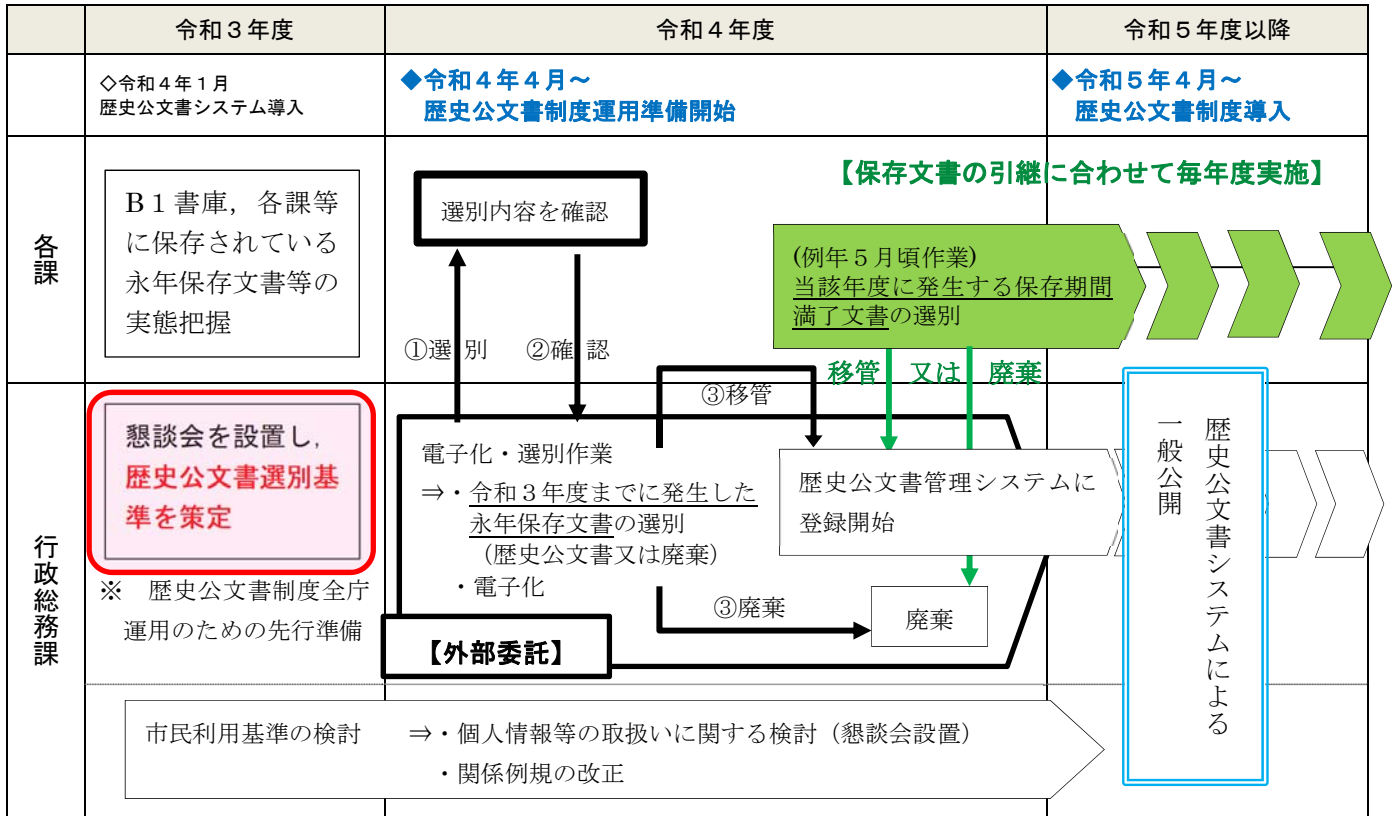 令和３年度
令和４年度
令和５年度以降
◇令和４年１月
歴史公文書システム導入
◆令和４年４月～
歴史公文書制度運用準備開始
◆令和５年４月～
歴史公文書制度導入
各課
Ｂ１書庫，各課等
に保存されている
永年保存文書等の
実態把握
選別内容を確認
①選別
②確認
【保存文書の引継に合わせて毎年度実施】
(例年５月頃作業)
当該年度に発生する保存期間
満了文書の選別
移管 又は 廃棄
行政総務課
懇談会を設置し，
歴史公文書選別基
準を策定
※ 歴史公文書制度全庁
運用のための先行準備
③移管
電子化・選別作業
⇒・令和３年度までに発生した
永年保存文書の選別
（歴史公文書又は廃棄）
・電子化
③廃棄
【外部委託】
歴史公文書管理システムに
登録開始
廃棄
歴史公文書システムによる
一般公開
市民利用基準の検討
⇒・個人情報等の取扱いに関する検討（懇談会設置）
・関係例規の改正